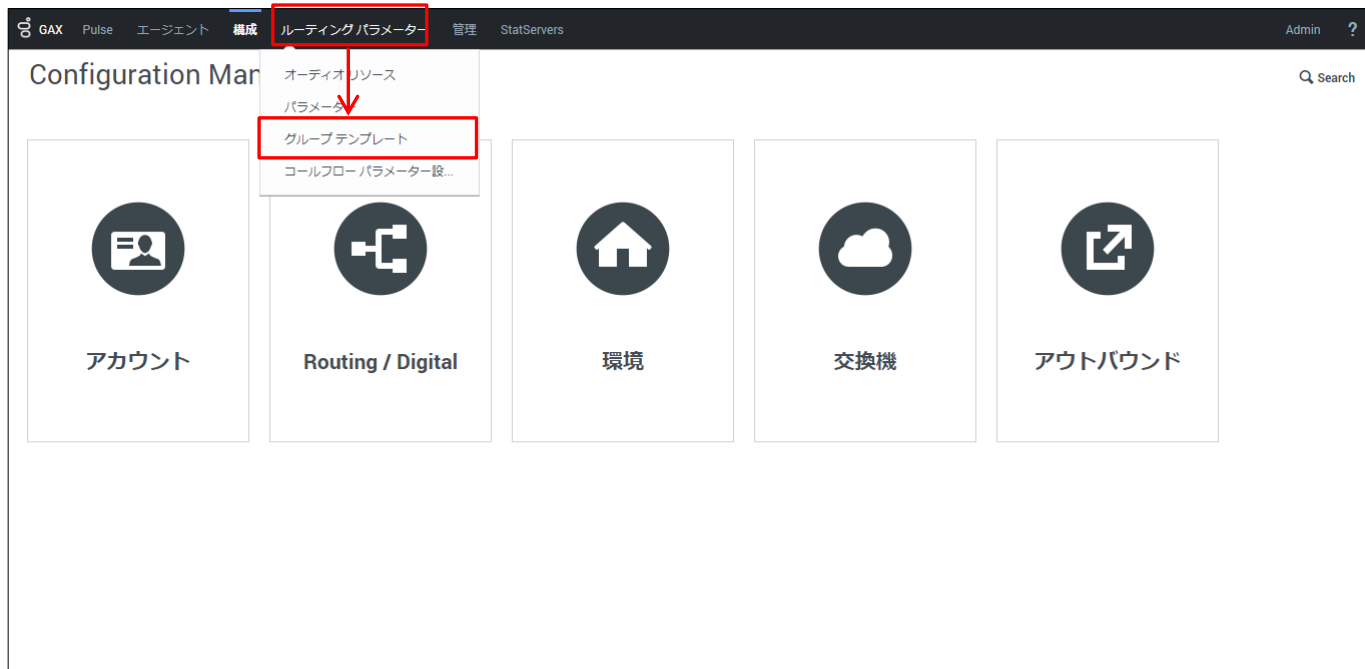 GAX Pulse エージェント 構成 ルーティング パラメーター 管理 StatServers Admin ?
Configuration Man
Search
オーディオ リソース
パラメーター
グループ テンプレート
コールフロー パラメーター設...
アカウント
Routing / Digital
環境
交換機
アウトバウンド